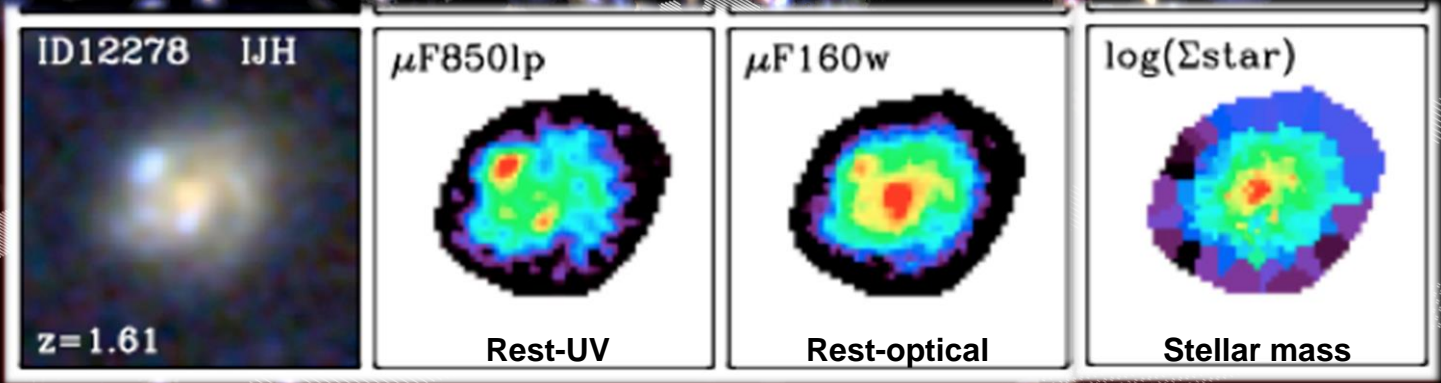 ID12278 IJH
z=1.61
μF850lp
Rest-UV
μF160w
Rest-optical
log(Σstar)
Stellar mass